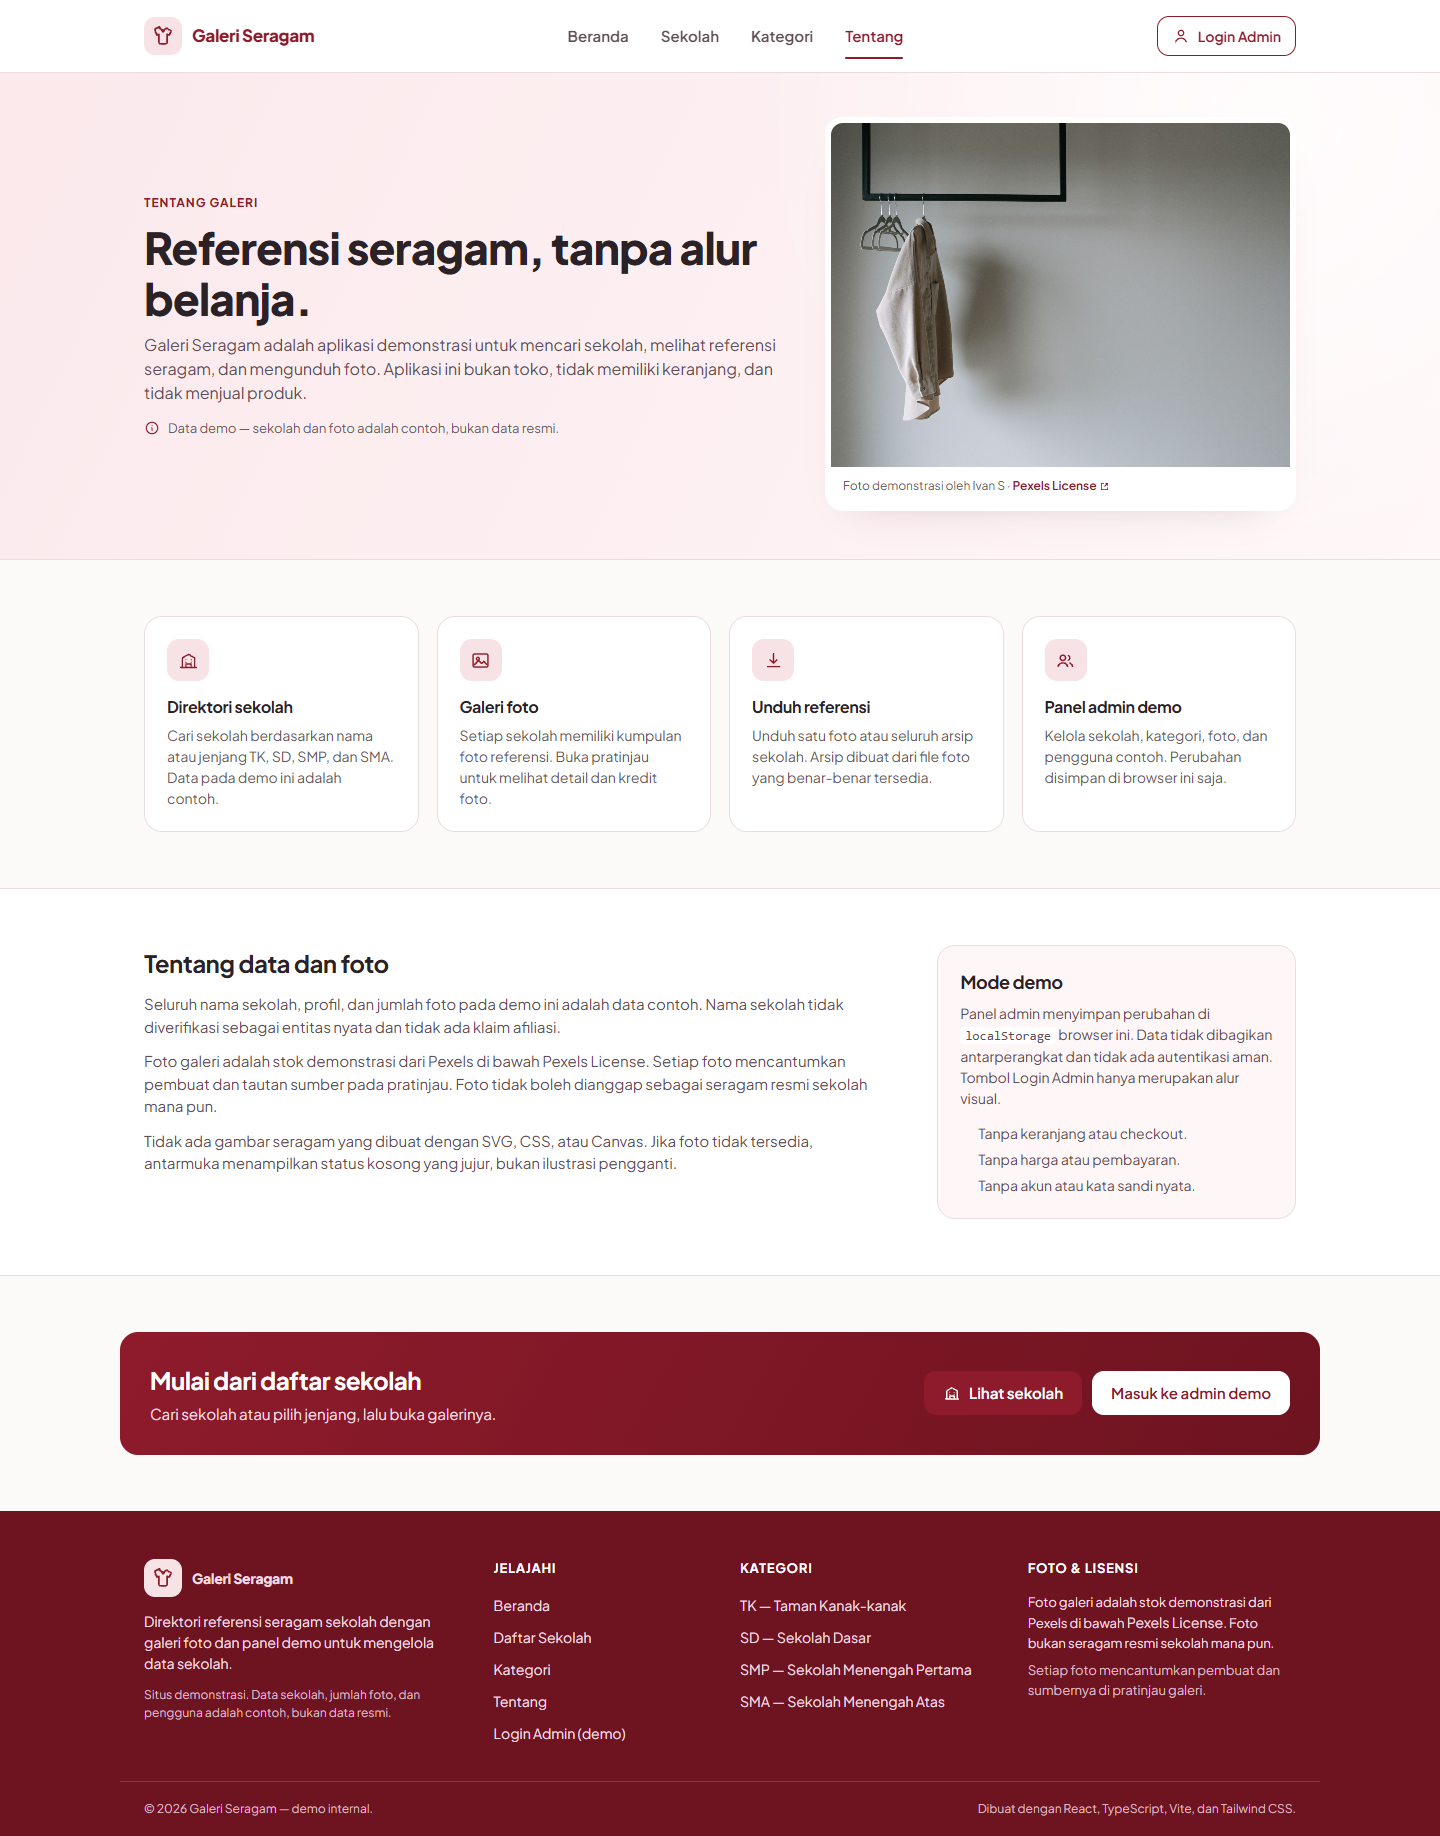 Galeri Seragam
Beranda
Sekolah
Kategori
Tentang
Login Admin
TENTANG GALERI
Referensi seragam, tanpa alur
belanja.
Galeri Seragam adalah aplikasi demonstrasi untuk mencari sekolah, melihat referensi
seragam, dan mengunduh foto. Aplikasi ini bukan toko, tidak memiliki keranjang, dan
tidak menjual produk.
Data demo — sekolah dan foto adalah contoh, bukan data resmi.
Foto demonstrasi oleh Ivan S · Pexels License
Direktori sekolah
Cari sekolah berdasarkan nama
atau jenjang TK, SD, SMP, dan SMA.
Data pada demo ini adalah
contoh.
Galeri foto
Setiap sekolah memiliki kumpulan
foto referensi. Buka pratinjau
untuk melihat detail dan kredit
foto.
Unduh referensi
Unduh satu foto atau seluruh arsip
sekolah. Arsip dibuat dari file foto
yang benar-benar tersedia.
Panel admin demo
Kelola sekolah, kategori, foto, dan
pengguna contoh. Perubahan
disimpan di browser ini saja.
Tentang data dan foto
Seluruh nama sekolah, profil, dan jumlah foto pada demo ini adalah data contoh. Nama sekolah tidak
diverifikasi sebagai entitas nyata dan tidak ada klaim afiliasi.
Foto galeri adalah stok demonstrasi dari Pexels di bawah Pexels License. Setiap foto mencantumkan
pembuat dan tautan sumber pada pratinjau. Foto tidak boleh dianggap sebagai seragam resmi sekolah
mana pun.
Tidak ada gambar seragam yang dibuat dengan SVG, CSS, atau Canvas. Jika foto tidak tersedia,
antarmuka menampilkan status kosong yang jujur, bukan ilustrasi pengganti.
Mode demo
Panel admin menyimpan perubahan di
localStorage browser ini. Data tidak dibagikan
antarperangkat dan tidak ada autentikasi aman.
Tombol Login Admin hanya merupakan alur
visual.
Tanpa keranjang atau checkout.
Tanpa harga atau pembayaran.
Tanpa akun atau kata sandi nyata.
Mulai dari daftar sekolah
Cari sekolah atau pilih jenjang, lalu buka galerinya.
Lihat sekolah
Masuk ke admin demo
Galeri Seragam
Direktori referensi seragam sekolah dengan
galeri foto dan panel demo untuk mengelola
data sekolah.
Situs demonstrasi. Data sekolah, jumlah foto, dan
pengguna adalah contoh, bukan data resmi.
JELAJAHI
Beranda
Daftar Sekolah
Kategori
Tentang
Login Admin (demo)
KATEGORI
TK — Taman Kanak-kanak
SD — Sekolah Dasar
SMP — Sekolah Menengah Pertama
SMA — Sekolah Menengah Atas
FOTO & LISENSI
Foto galeri adalah stok demonstrasi dari
Pexels di bawah Pexels License. Foto
bukan seragam resmi sekolah mana pun.
Setiap foto mencantumkan pembuat dan
sumbernya di pratinjau galeri.
© 2026 Galeri Seragam — demo internal.
Dibuat dengan React, TypeScript, Vite, dan Tailwind CSS.